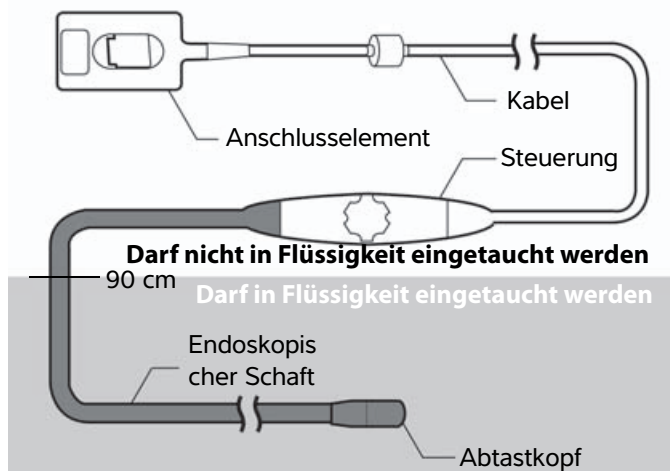 Kabel
Anschlusselement
Steuerung
Darf nicht in Flüssigkeit eingetaucht werden
90 cm
Darf in Flüssigkeit eingetaucht werden
Endoskopis
cher Schaft
Abtastkopf